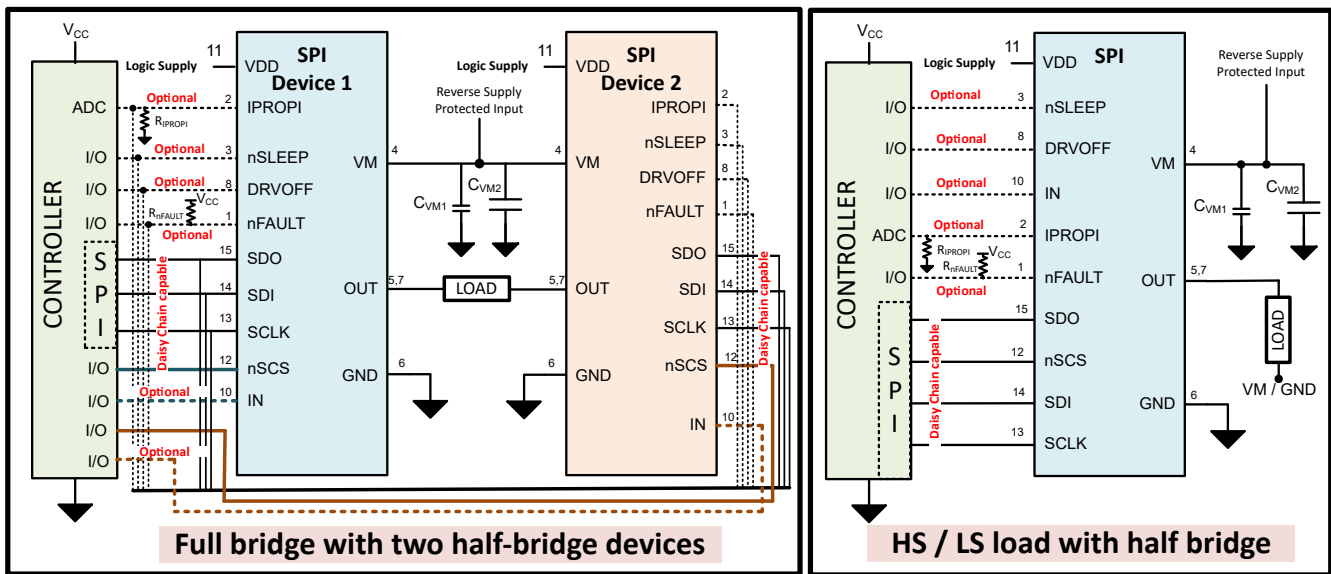 VCC
CONTROLLER
ADC
I/O
I/O
I/O
S
P
I
I/O
I/O
I/O
I/O
11
Logic Supply
Optional
2
RIPROPI
Optional
3
Optional
8
VCC
RnFAULT
1
Optional
15
14
13
12
Daisy Chain capable
Optional
10
Optional
SPI
Device 1
VDD
IPROPI
nSLEEP
DRVOFF
nFAULT
SDO
SDI
SCLK
nSCS
IN
VM
OUT
GND
4
5,7
6
Reverse Supply
Protected Input
CVM1
CVM2
LOAD
11
Logic Supply
4
5,7
6
SPI
Device 2
VDD
IPROPI
nSLEEP
DRVOFF
nFAULT
SDO
SDI
SCLK
nSCS
IN
VM
OUT
GND
2
3
8
1
15
14
13
12
10
Daisy Chain capable
Full bridge with two half-bridge devices
VCC
CONTROLLER
I/O
I/O
I/O
ADC
I/O
S
P
I
11
Logic Supply
Optional
3
Optional
8
Optional
10
Optional
2
RIPROPI
VCC
RnFAULT
1
Optional
15
12
14
13
Daisy Chain capable
SPI
VDD
nSLEEP
DRVOFF
IN
IPROPI
nFAULT
SDO
nSCS
SDI
SCLK
VM
OUT
GND
4
5,7
6
Reverse Supply
Protected Input
CVM1
CVM2
LOAD
VM / GND
HS / LS load with half bridge